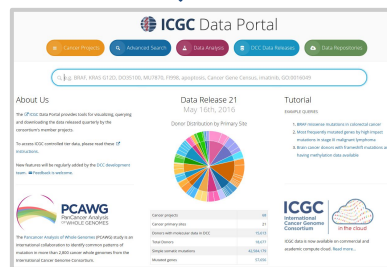 ICGC Data Portal
Cancer Projects
Advanced Search
Data Analysis
DCC Data Releases
Data Repositories
e.g. BRAF, KRAS G12D, DO35100, MU7870, FI998, apoptosis, Cancer Gene Census, imatinib, GO:0016049
About Us
The ICGC Data Portal provides tools for visualizing, querying
and downloading the data released quarterly by the
consortium's member projects.
To access ICGC controlled tier data, please read these
instructions.
New features will be regularly added by the DCC development
team. Feedback is welcome.
PCAWG
PanCancer Analysis
OF WHOLE GENOMES
The PanCancer Analysis of Whole Genomes (PCAWG) study is an
international collaboration to identify common patterns of
mutation in more than 2,800 cancer whole genomes from the
International Cancer Genome Consortium.
Data Release 21
May 16th, 2016
Donor Distribution by Primary Site
Cancer projects 68
Cancer primary sites 21
Donors with molecular data in DCC
Total Donors
Simple somatic mutations
Mutated genes
Tutorial
EXAMPLE QUERIES
1. BRAF missense mutations in colorectal cancer
2. Most frequently mutated genes by high impact
mutations in stage III malignant lymphoma
3. Brain cancer donors with frameshift mutations and
having methylation data available
ICGC
International
Cancer Genome
Consortium
in the cloud
ICGC data is now available on commercial and
academic compute cloud. Read more...